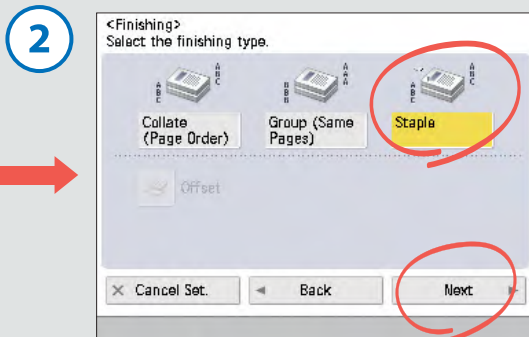 2
<Finishing>
Select the finishing type.
A B C
A B C
B B B
A A A
A B C
A B C
Collate
(Page Order)
Group (Same
Pages)
Staple
Offset
× Cancel Set.
◄ Back
Next ►